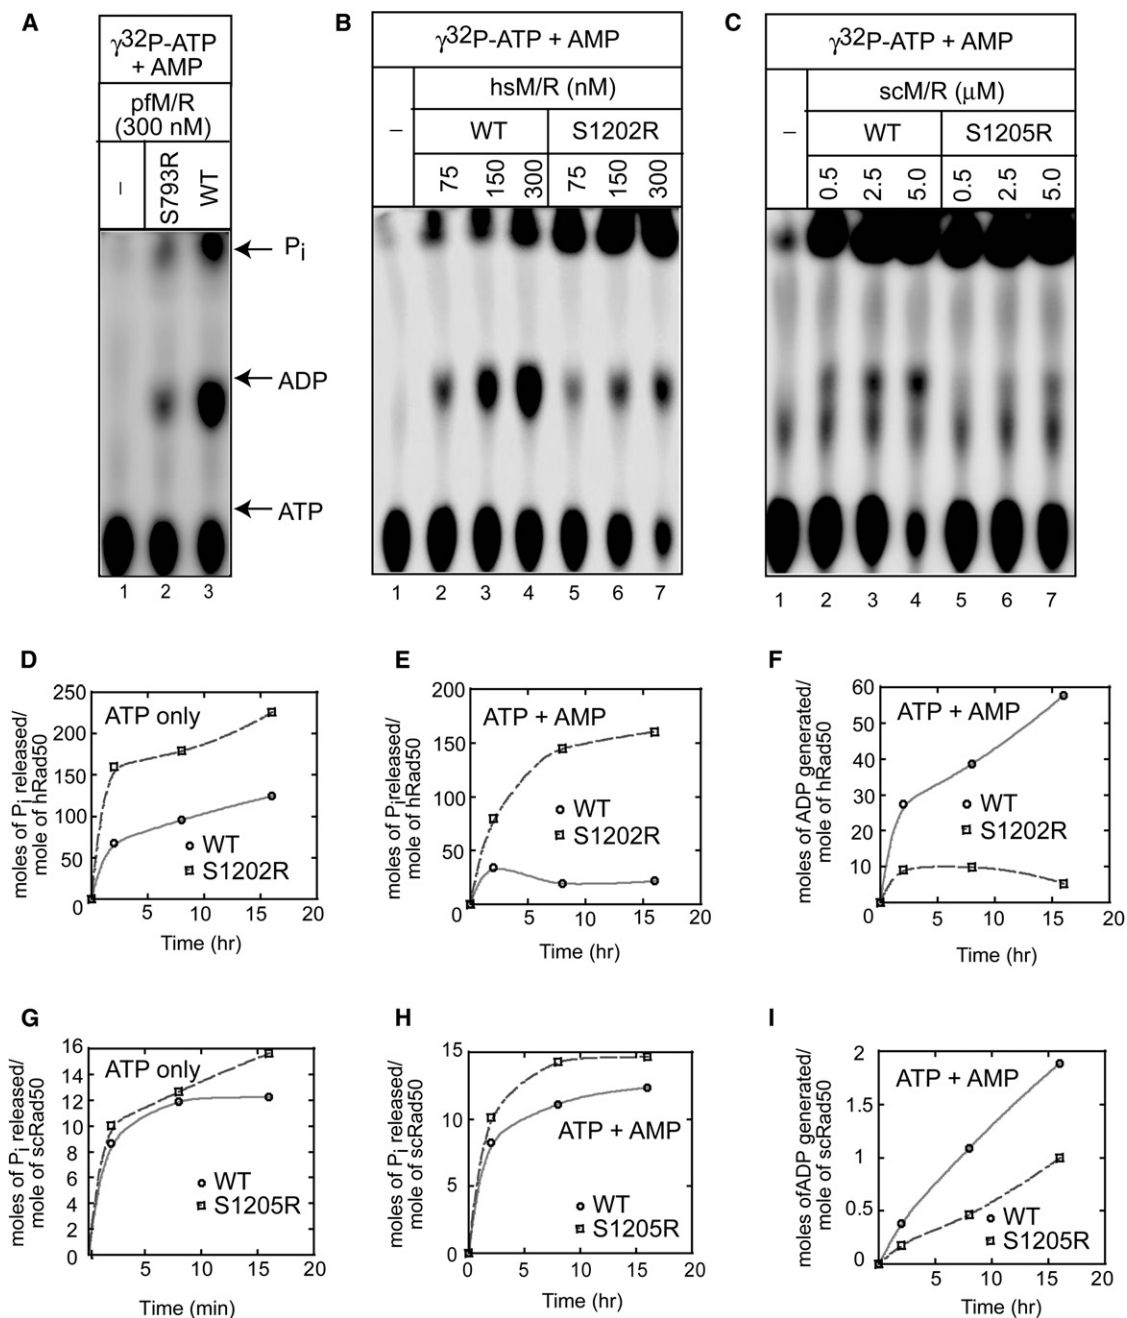 A
γ32P-ATP
+ AMP
pfM/R
(300 nM)
–
S793R
WT
Pi
ADP
ATP
1 2 3
B
γ32P-ATP + AMP
–
hsM/R (nM)
WT S1202R
75 150 300 75 150 300
1 2 3 4 5 6 7
C
γ32P-ATP + AMP
–
scM/R (μM)
WT S1205R
0.5 2.5 5.0 0.5 2.5 5.0
1 2 3 4 5 6 7
D
moles of Pi released/
mole of hRad50
250
200
150
100
50
0
ATP only
WT
S1202R
5 10 15 20
Time (hr)
E
moles of Pi released/
mole of hRad50
200
150
100
50
0
ATP + AMP
WT
S1202R
5 10 15 20
Time (hr)
F
moles of ADP generated/
mole of hRad50
60
50
40
30
20
10
0
ATP + AMP
WT
S1202R
5 10 15 20
Time (hr)
G
moles of Pi released/
mole of scRad50
16
14
12
10
8
6
4
2
0
ATP only
WT
S1205R
5 10 15 20
Time (min)
H
moles of Pi released/
mole of scRad50
15
10
5
0
ATP + AMP
WT
S1205R
0 5 10 15 20
Time (hr)
I
moles ofADP generated/
mole of scRad50
2
1.5
1
0.5
0
ATP + AMP
WT
S1205R
5 10 15 20
Time (hr)